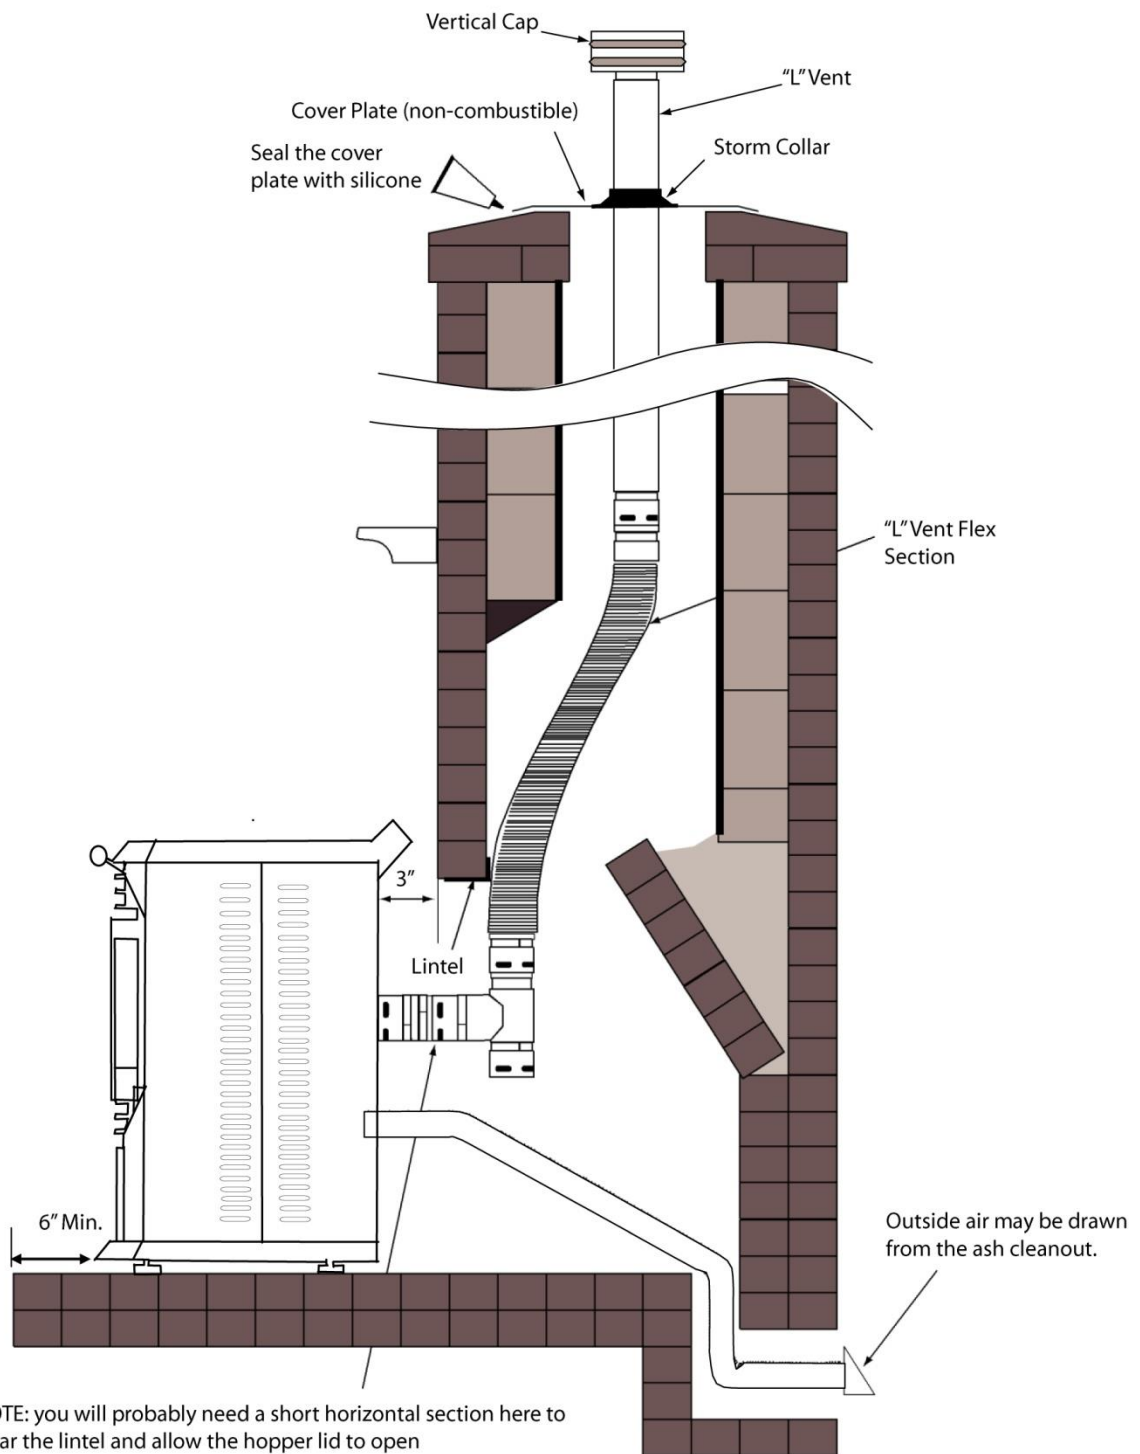 Vertical Cap
"L" Vent
Cover Plate (non-combustible)
Storm Collar
Seal the cover
plate with silicone
"L" Vent Flex
Section
3"
Lintel
6" Min.
Outside air may be drawn
from the ash cleanout.
OTE: you will probably need a short horizontal section here to
ar the lintel and allow the hopper lid to open